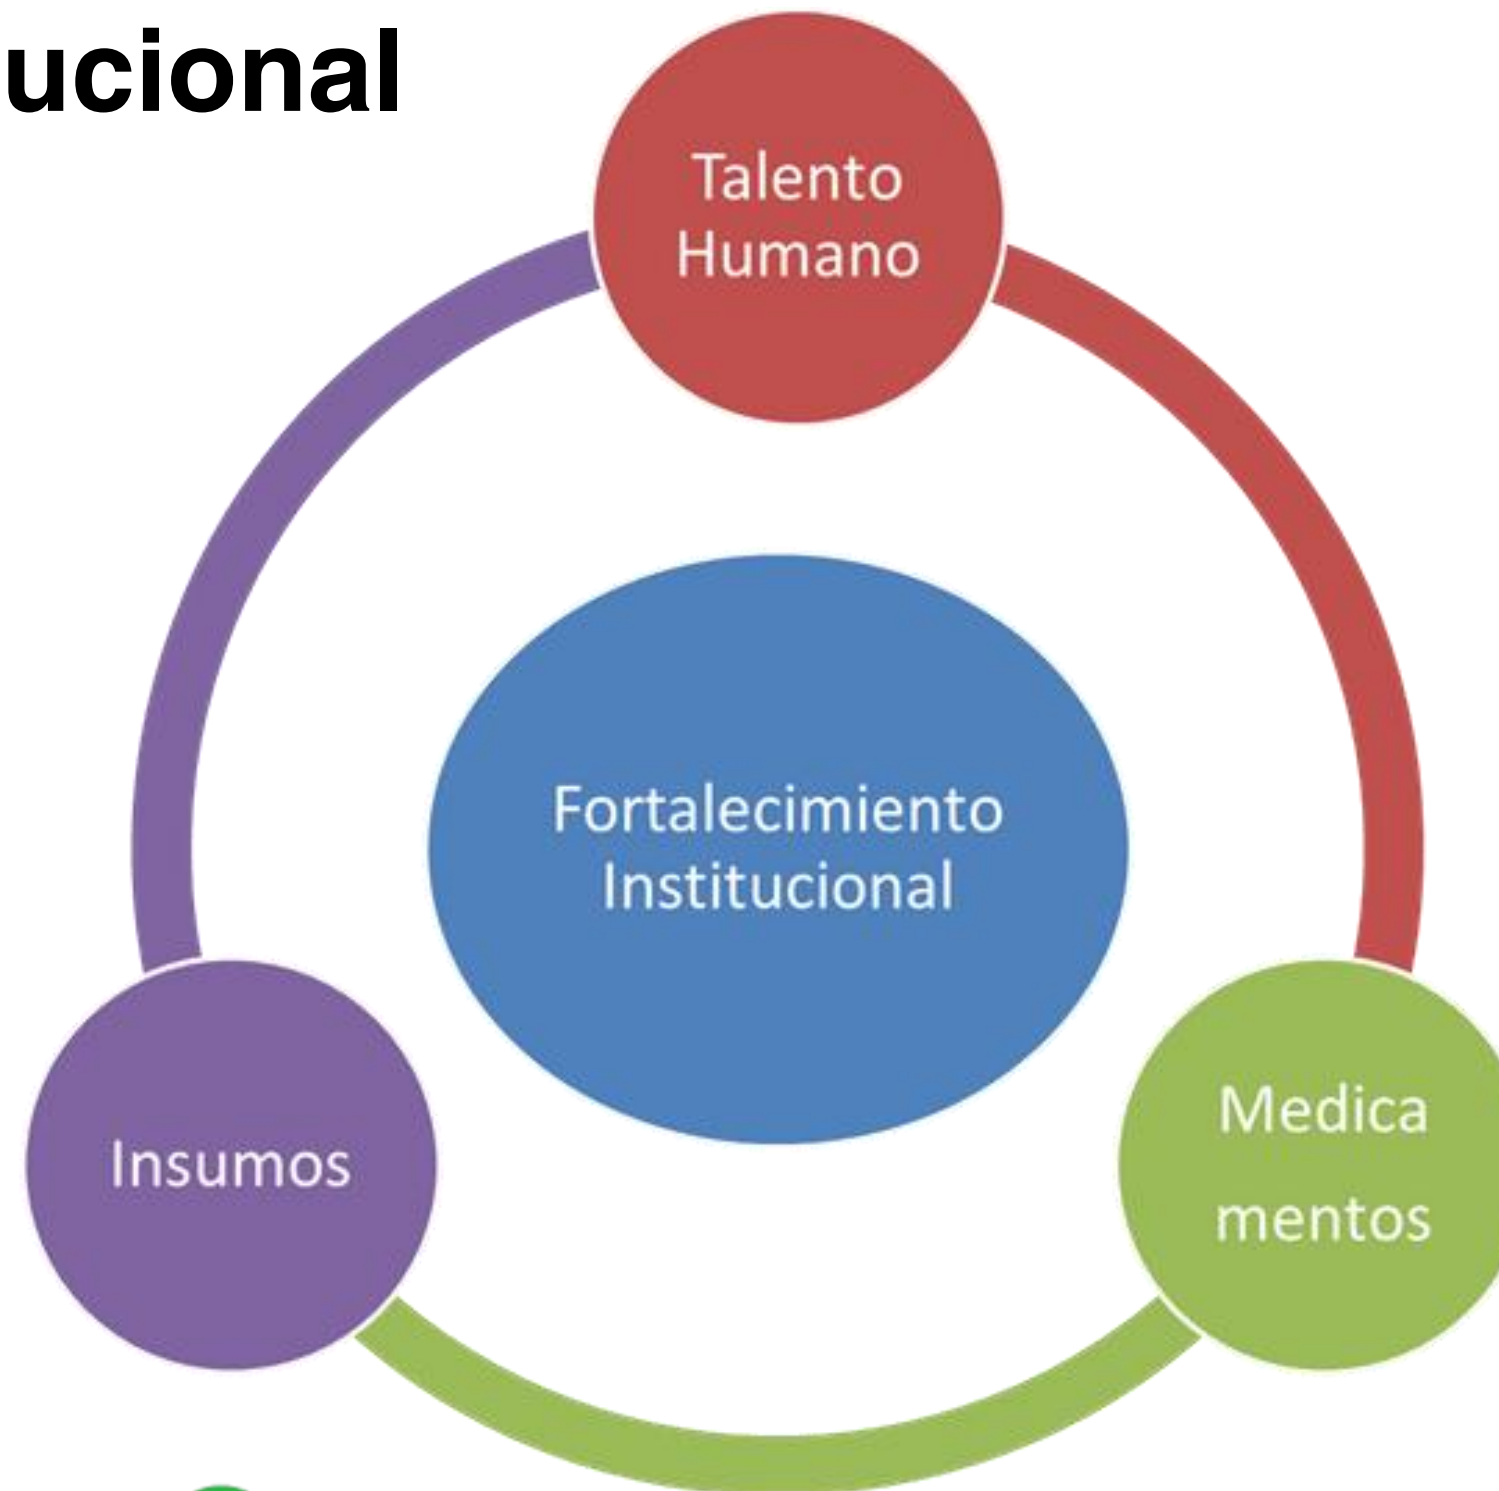 ucional
Talento
Humano
Fortalecimiento
Institucional
Insumos
Medica
mentos